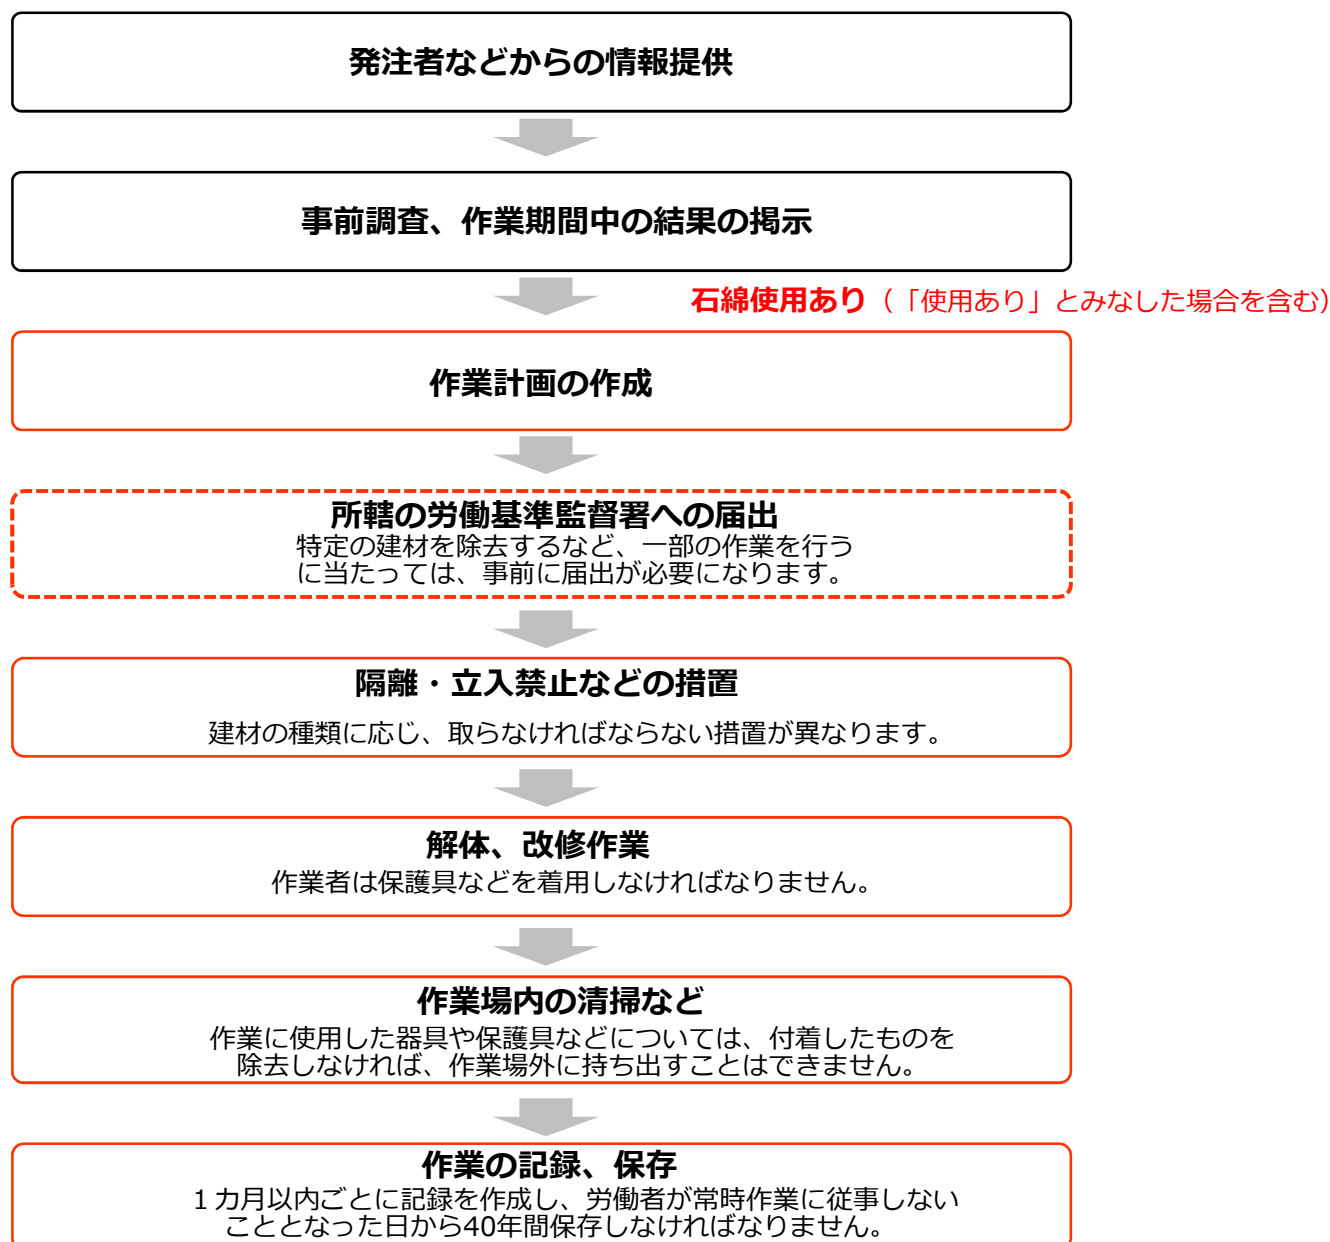 発注者などからの情報提供
事前調査、作業期間中の結果の掲示
石綿使用あり（「使用あり」とみなした場合を含む）
作業計画の作成
所轄の労働基準監督署への届出
特定の建材を除去するなど、一部の作業を行う
に当たっては、事前に届出が必要になります。
隔離・立入禁止などの措置
建材の種類に応じ、取らなければならない措置が異なります。
解体、改修作業
作業者は保護具などを着用しなければなりません。
作業場内の清掃など
作業に使用した器具や保護具などについては、付着したものを
除去しなければ、作業場外に持ち出すことはできません。
作業の記録、保存
１カ月以内ごとに記録を作成し、労働者が常時作業に従事しない
こととなった日から40年間保存しなければなりません。